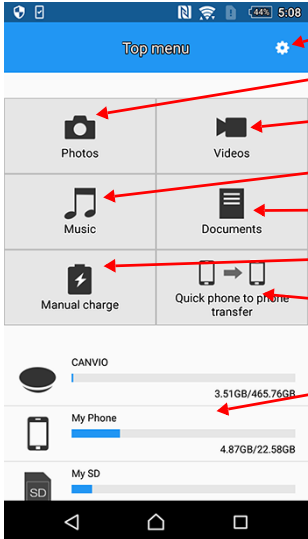 44% 5:08
Top menu
Photos
Videos
Music
Documents
Manual charge
Quick phone to phone
transfer
CANVIO
3.51GB/465.76GB
My Phone
4.87GB/22.58GB
My SD
SD